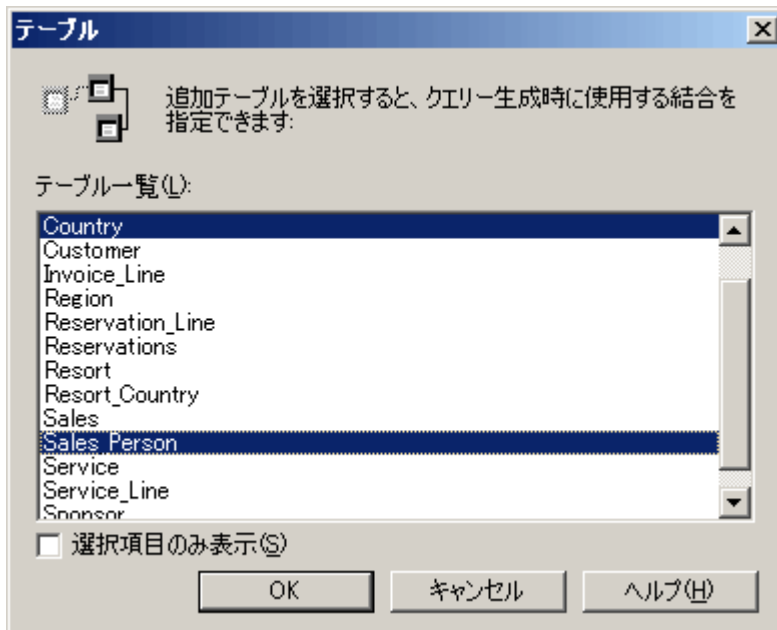 テーブル
追加テーブルを選択すると、クエリー生成時に使用する結合を
指定できます:
テーブル一覧(L):
Country
Customer
Invoice_Line
Region
Reservation_Line
Reservations
Resort
Resort_Country
Sales
Sales_Person
Service
Service_Line
Sponsor
選択項目のみ表示(S)
OK
キャンセル
ヘルプ(H)